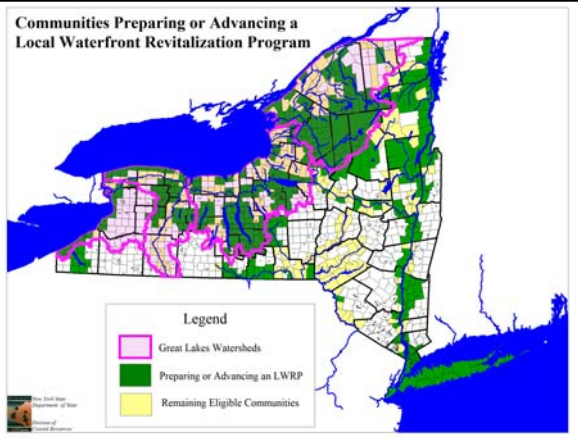 Communities Preparing or Advancing a
Local Waterfront Revitalization Program
Legend
Great Lakes Watersheds
Preparing or Advancing an LWRP
Remaining Eligible Communities
New York State
Department of State
Division of
Coastal Resources